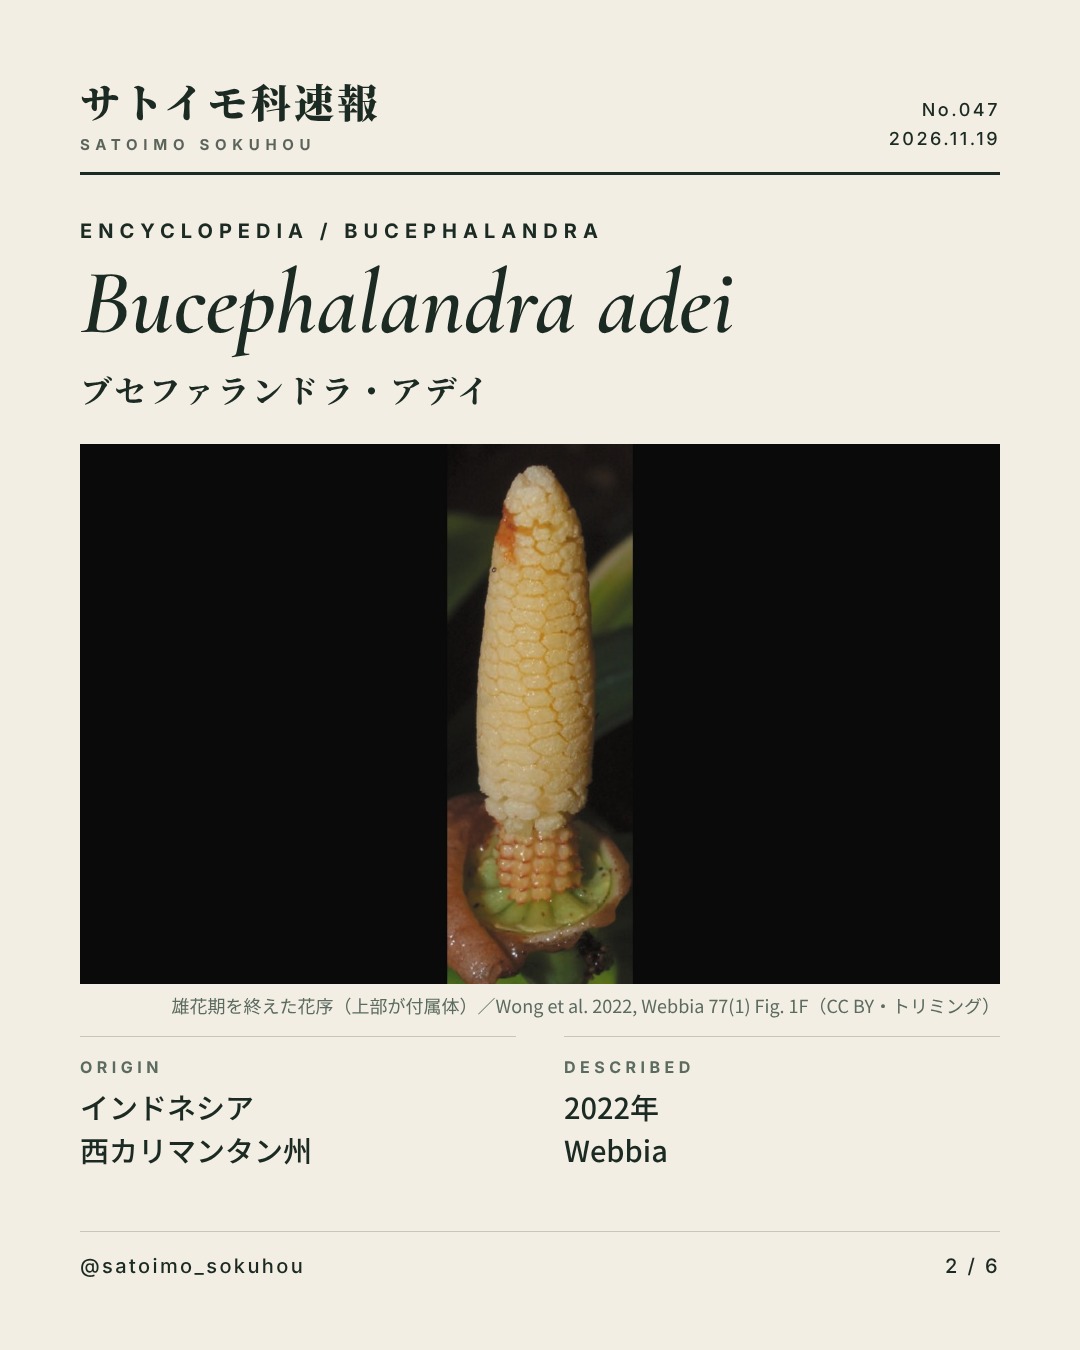 サトイモ科速報
SATOIMO SOKUHOU
No.047
2026.11.19
ENCYCLOPEDIA / BUCEPHALANDRA
Bucephalandra adei
ブセファランドラ・アデイ
雄花期を終えた花序（上部が付属体）／Wong et al. 2022, Webbia 77(1) Fig. 1F（CC BY・トリミング）
ORIGIN
インドネシア
西カリマンタン州
DESCRIBED
2022年
Webbia
@satoimo_sokuhou
2 / 6